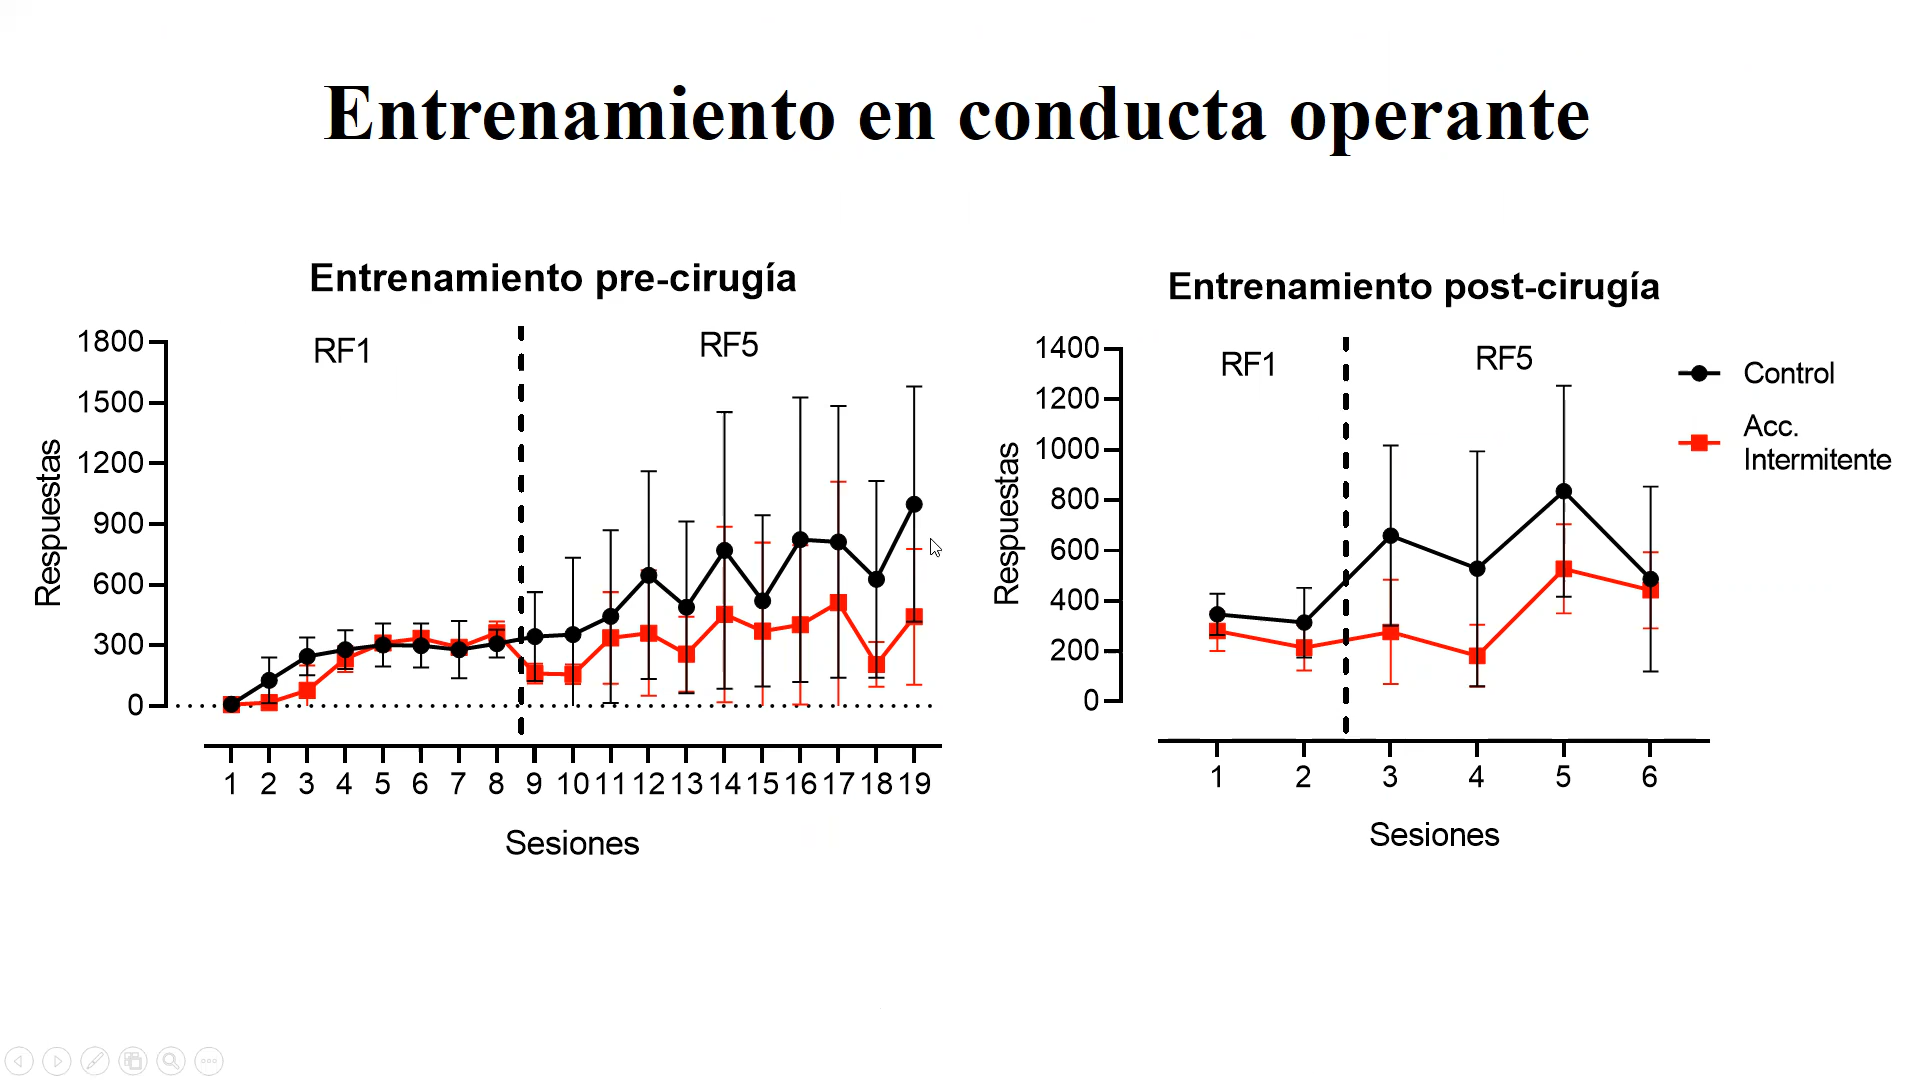 Entrenamiento en conducta operante
Entrenamiento pre-cirugía
RF1
RF5
1800
1500
1200
900
600
300
0
Respuestas
1 2 3 4 5 6 7 8 9 10 11 12 13 14 15 16 17 18 19
Sesiones
Entrenamiento post-cirugía
RF1
RF5
1400
1200
1000
800
600
400
200
0
Respuestas
1 2 3 4 5 6
Sesiones
Control
Acc.
Intermitente